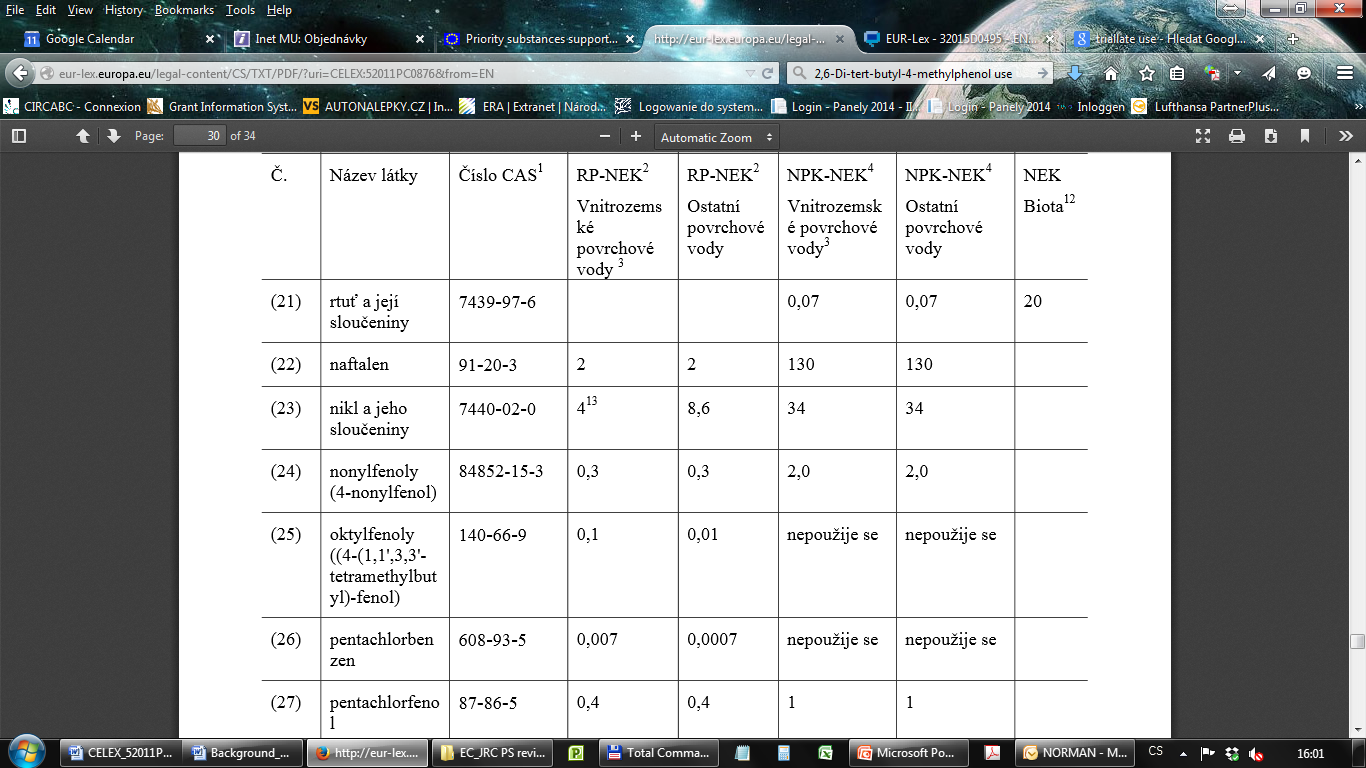 File Edit View History Bookmarks Tools Help
Google Calendar
Inet MU: Objednávky
Priority substances support...
http://eur-lex.europa.eu/legal-...
EUR-Lex - 32015D0495 - EN...
triallate use - Hledat Googl...
eur-lex.europa.eu/legal-content/CS/TXT/PDF/?uri=CELEX:52011PC0876&from=EN
2,6-Di-tert-butyl-4-methylphenol use
CIRCABC - Connexion
Grant Information Syst...
AUTONALEPKY.CZ | In...
ERA | Extranet | Národ...
Logowanie do system...
Login - Panely 2014 - II...
Login - Panely 2014
Inloggen
Lufthansa PartnerPlus...
Page: 30 of 34
Automatic Zoom
Č.
Název látky
Číslo CAS1
RP-NEK2
Vnitrozems
ké
povrchové
vody 3
RP-NEK2
Ostatní
povrchové
vody
NPK-NEK4
Vnitrozemsk
é povrchové
vody3
NPK-NEK4
Ostatní
povrchové
vody
NEK
Biota12
(21)
rtuť a její
sloučeniny
7439-97-6
0,07
0,07
20
(22)
naftalen
91-20-3
2
2
130
130
(23)
nikl a jeho
sloučeniny
7440-02-0
413
8,6
34
34
(24)
nonylfenoly
(4-nonylfenol)
84852-15-3
0,3
0,3
2,0
2,0
(25)
oktylfenoly
((4-(1,1',3,3'-
tetramethylbut
yl)-fenol)
140-66-9
0,1
0,01
nepoužije se
nepoužije se
(26)
pentachlorben
zen
608-93-5
0,007
0,0007
nepoužije se
nepoužije se
(27)
pentachlorfeno
l
87-86-5
0,4
0,4
1
1
CELEX_52011P...
Background_...
http://eur-lex....
EC_JRC PS revi...
Total Comma...
Microsoft Po...
NORMAN - M...
CS
16:01